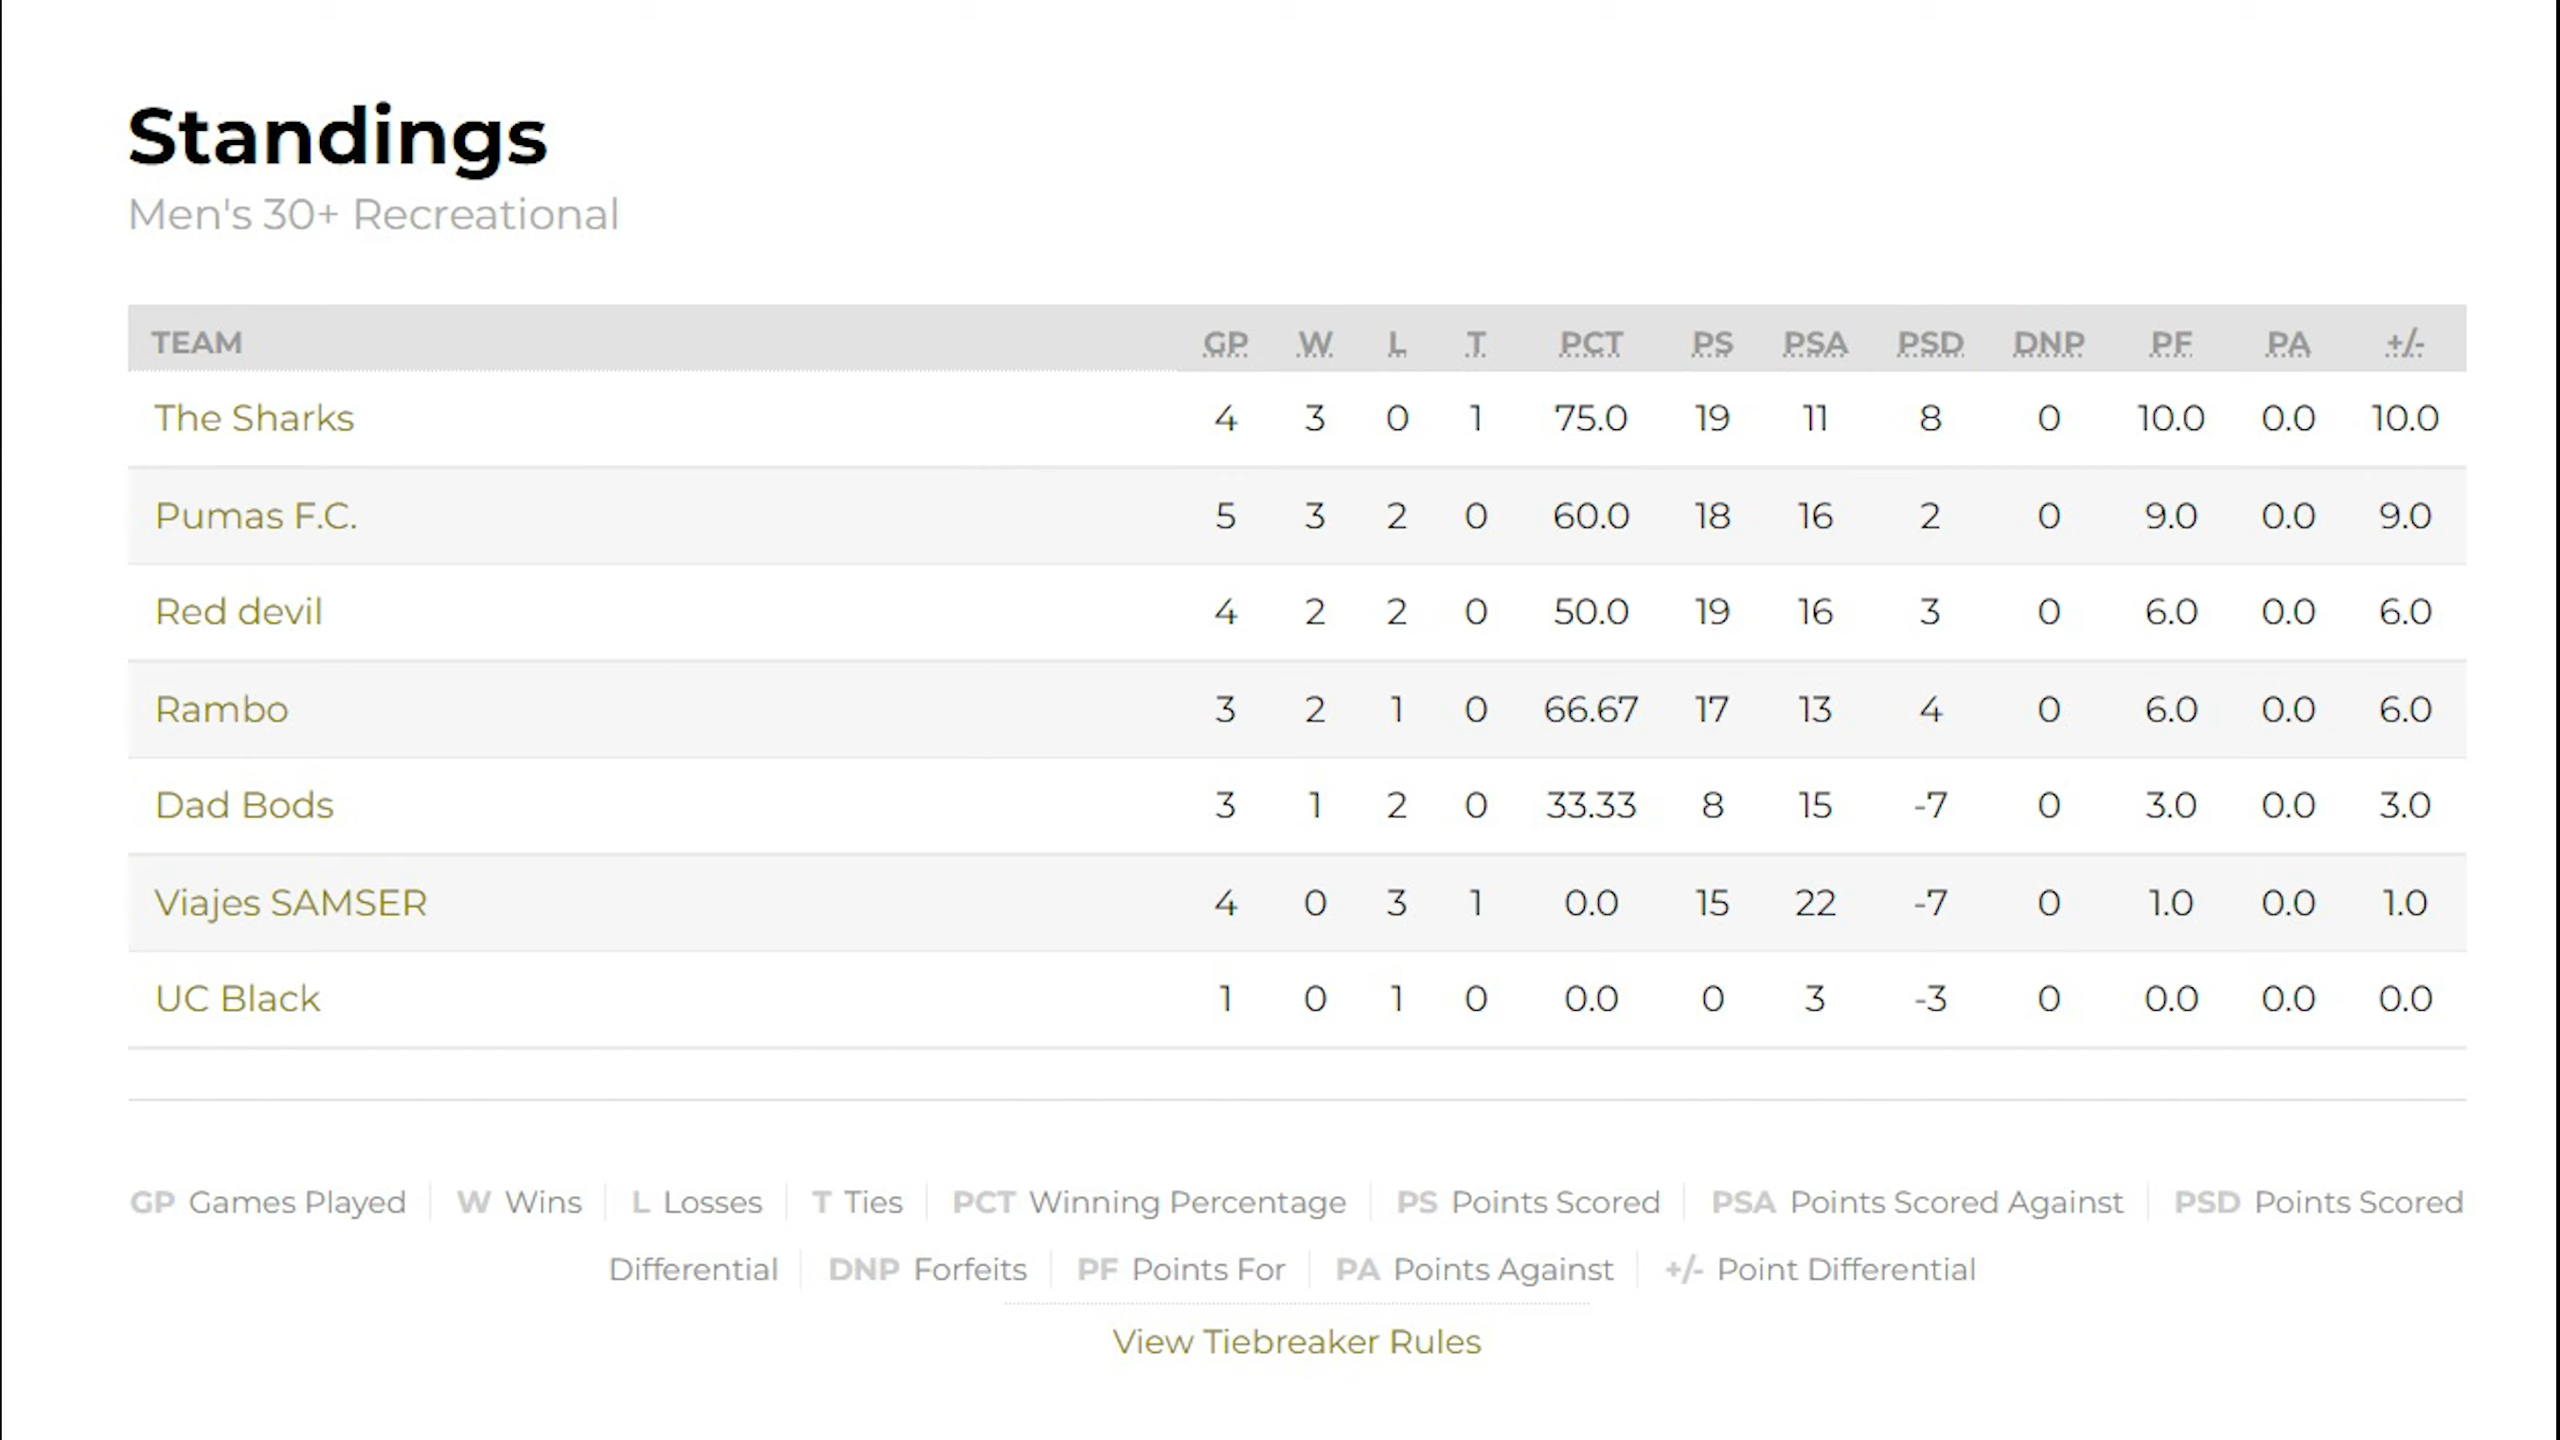 Standings
Men's 30+ Recreational
TEAM GP W L T PCT PS PSA PSD DNP PF PA +/-
The Sharks 4 3 0 1 75.0 19 11 8 0 10.0 0.0 10.0
Pumas F.C. 5 3 2 0 60.0 18 16 2 0 9.0 0.0 9.0
Red devil 4 2 2 0 50.0 19 16 3 0 6.0 0.0 6.0
Rambo 3 2 1 0 66.67 17 13 4 0 6.0 0.0 6.0
Dad Bods 3 1 2 0 33.33 8 15 -7 0 3.0 0.0 3.0
Viajes SAMSER 4 0 3 1 0.0 15 22 -7 0 1.0 0.0 1.0
UC Black 1 0 1 0 0.0 0 3 -3 0 0.0 0.0 0.0
GP Games Played W Wins L Losses T Ties PCT Winning Percentage PS Points Scored PSA Points Scored Against PSD Points Scored
Differential DNP Forfeits PF Points For PA Points Against +/- Point Differential
View Tiebreaker Rules